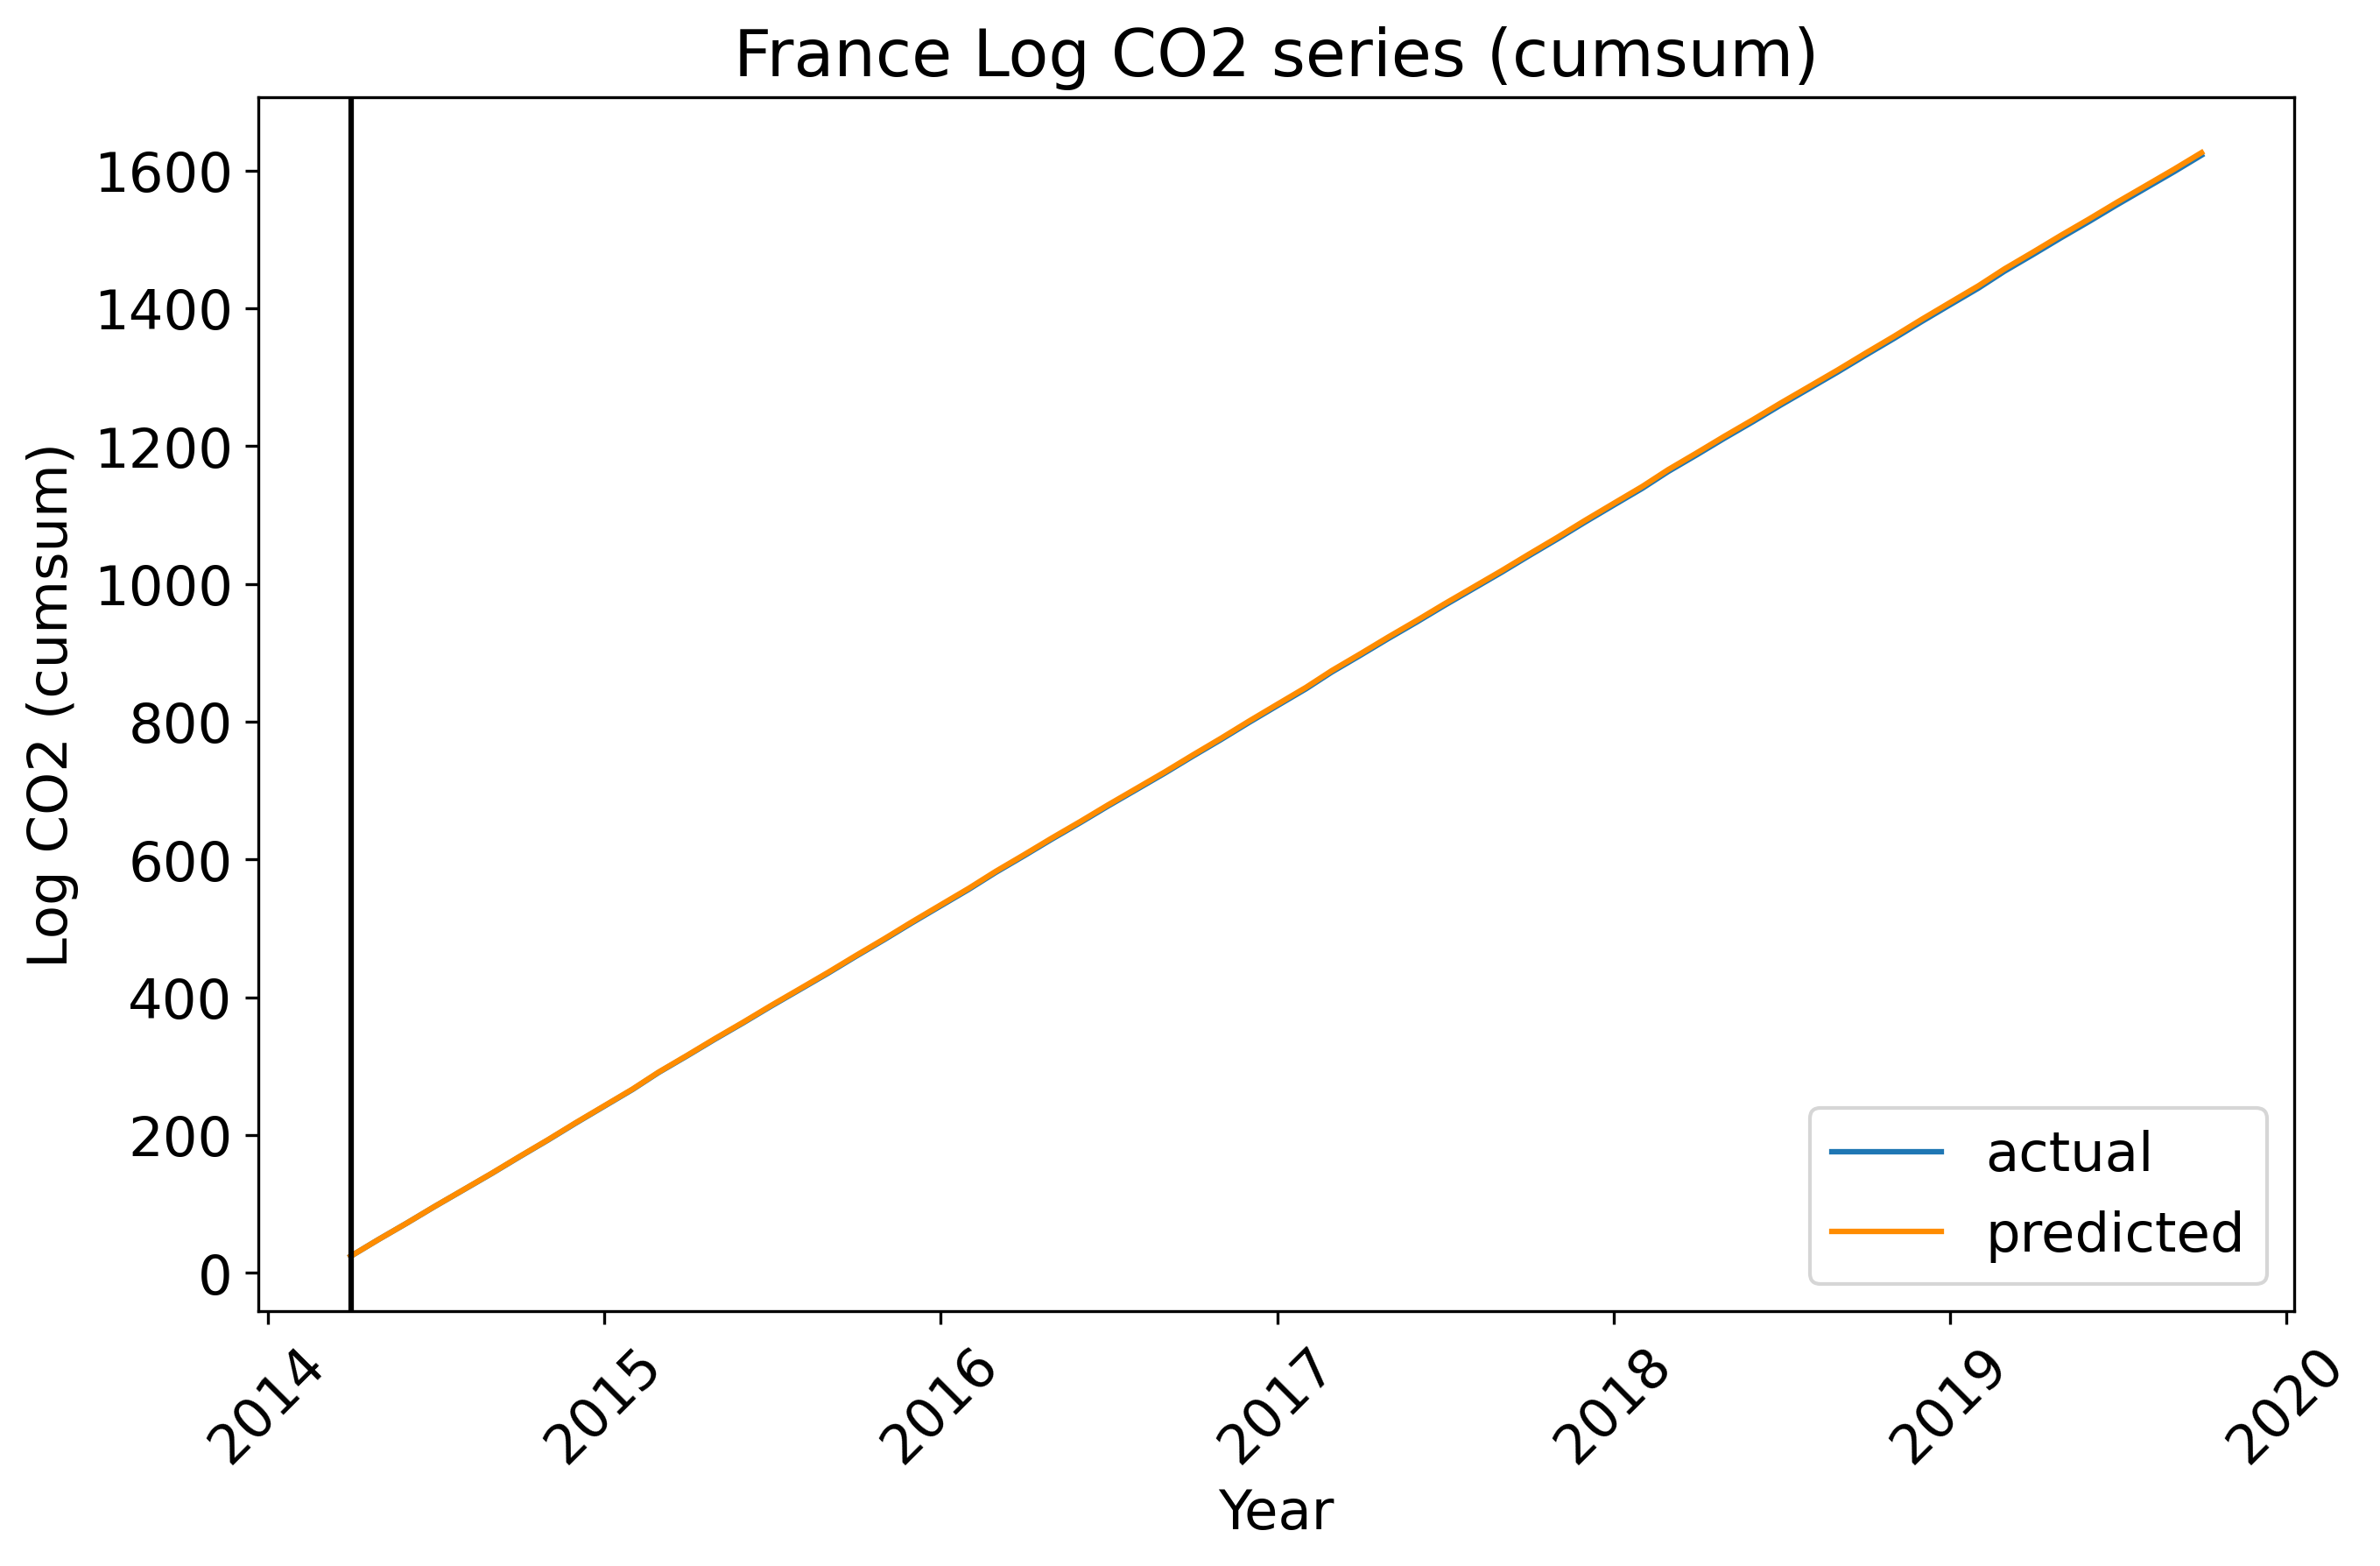 France Log CO2 series (cumsum)
Log CO2 (cumsum)
1600
1400
1200
1000
800
600
400
200
0
actual
predicted
2014 2015 2016 2017 2018 2019 2020
Year